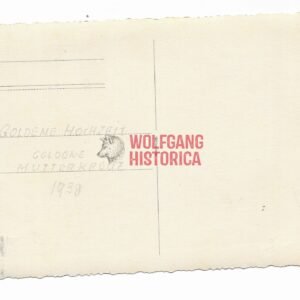 GOLDENE HOCHZEIT
GOLDENE
MUTTERKREUZ
1938
WOLFGANG
HISTORICA